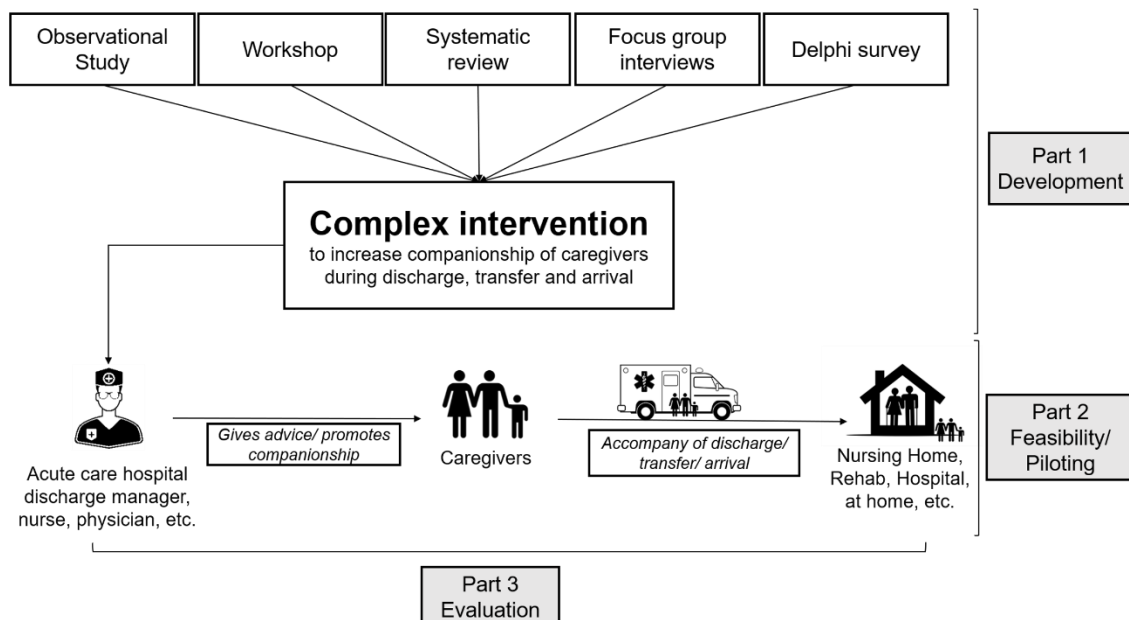 Observational
Study
Workshop
Systematic
review
Focus group
interviews
Delphi survey
Part 1
Development
Complex intervention
to increase companionship of caregivers
during discharge, transfer and arrival
Gives advice/ promotes
companionship
Caregivers
Accompany of discharge/
transfer/ arrival
Acute care hospital
discharge manager,
nurse, physician, etc.
Nursing Home,
Rehab, Hospital,
at home, etc.
Part 2
Feasibility/
Piloting
Part 3
Evaluation